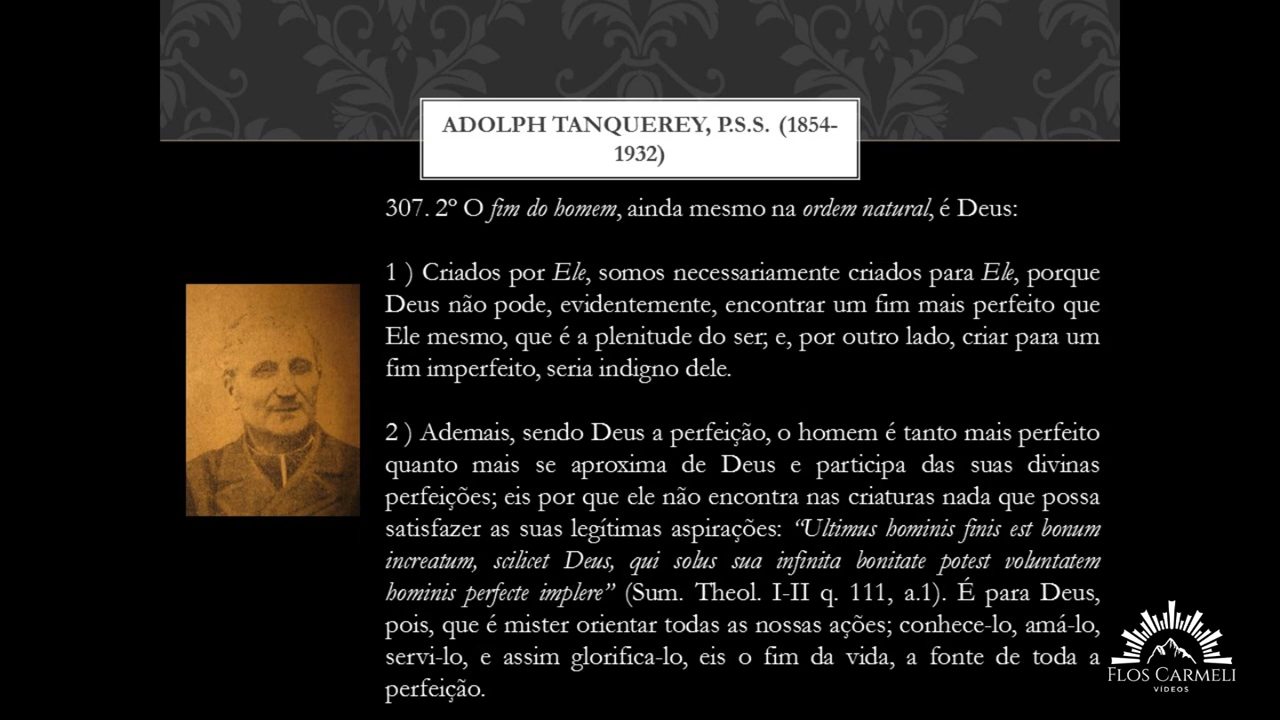 ADOLPH TANQUEREY, P.S.S. (1854-
1932)
307. 2º O fim do homem, ainda mesmo na ordem natural, é Deus:
1 ) Criados por Ele, somos necessariamente criados para Ele, porque
Deus não pode, evidentemente, encontrar um fim mais perfeito que
Ele mesmo, que é a plenitude do ser; e, por outro lado, criar para um
fim imperfeito, seria indigno dele.
2 ) Ademais, sendo Deus a perfeição, o homem é tanto mais perfeito
quanto mais se aproxima de Deus e participa das suas divinas
perfeições; eis por que ele não encontra nas criaturas nada que possa
satisfazer as suas legítimas aspirações: “Ultimus hominis finis est bonum
increatum, scilicet Deus, qui solus sua infinita bonitate potest voluntatem
hominis perfecte implere” (Sum. Theol. I-II q. 111, a.1). É para Deus,
pois, que é mister orientar todas as nossas ações; conhece-lo, amá-lo,
servi-lo, e assim glorifica-lo, eis o fim da vida, a fonte de toda a
perfeição.
FLOS CARMELI
VÍDEOS